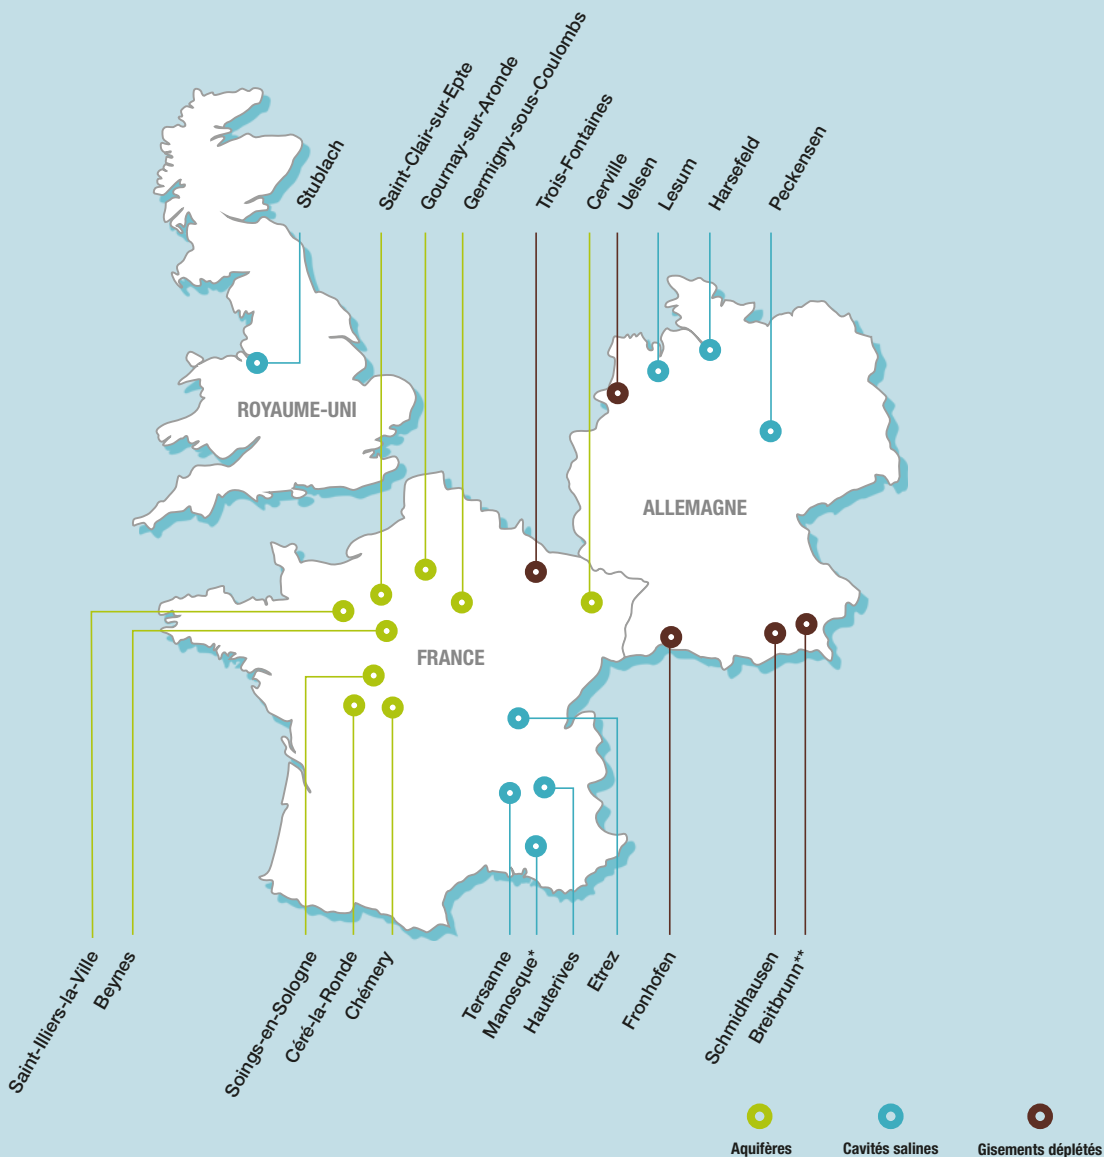 Stublach
Saint-Clair-sur-Epte
Gournay-sur-Aronde
Germigny-sous-Coulombs
Trois-Fontaines
Cerville
Uelsen
Lesum
Harsefeld
Peckensen
ROYAUME-UNI
ALLEMAGNE
FRANCE
Saint-Illiers-la-Ville
Beynes
Soings-en-Sologne
Céré-la-Ronde
Chémery
Tersanne
Manosque*
Hauterives
Etrez
Fronhofen
Schmidhausen
Breitbrunn**
Aquifères
Cavités salines
Gisements déplétés